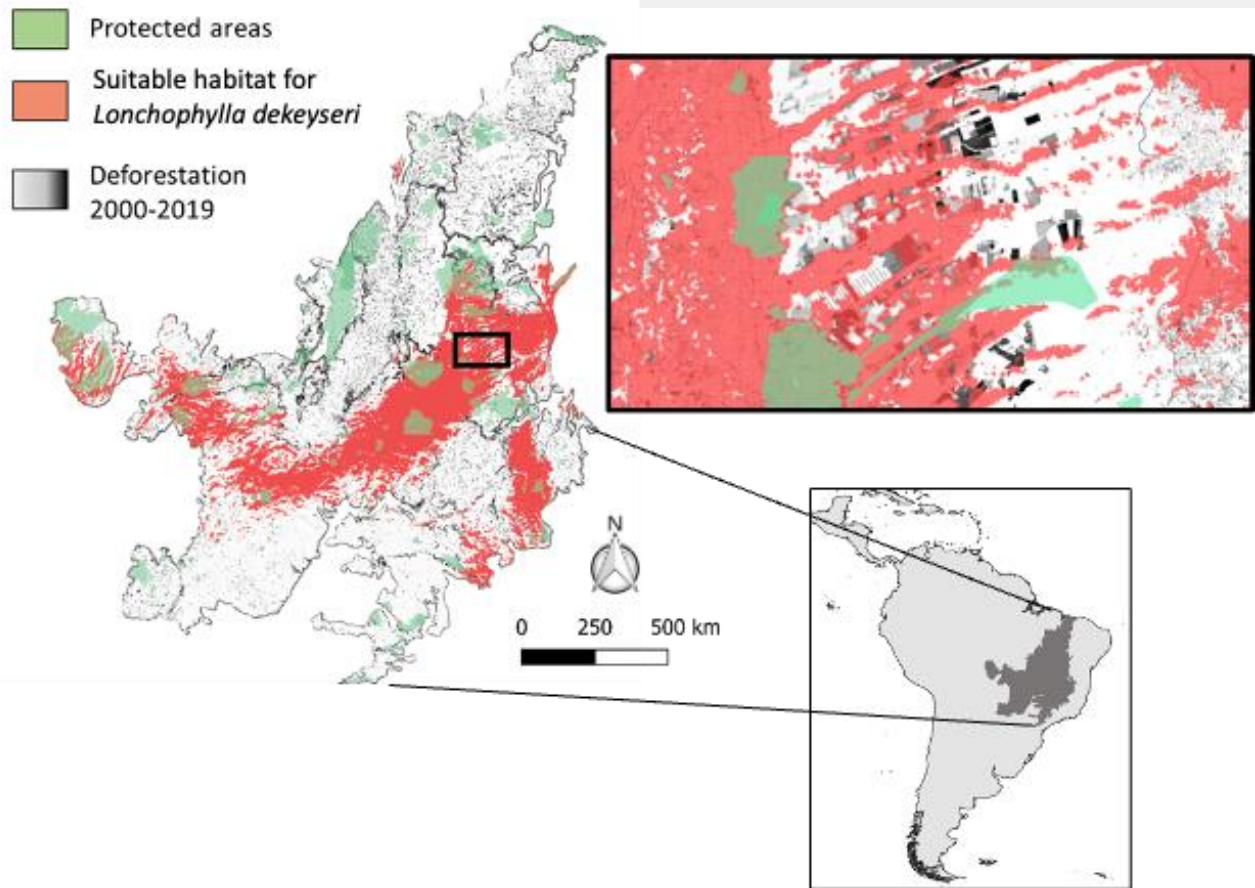 Protected areas
Suitable habitat for
Lonchophylla dekeyseri
Deforestation
2000-2019
N
0 250 500 km